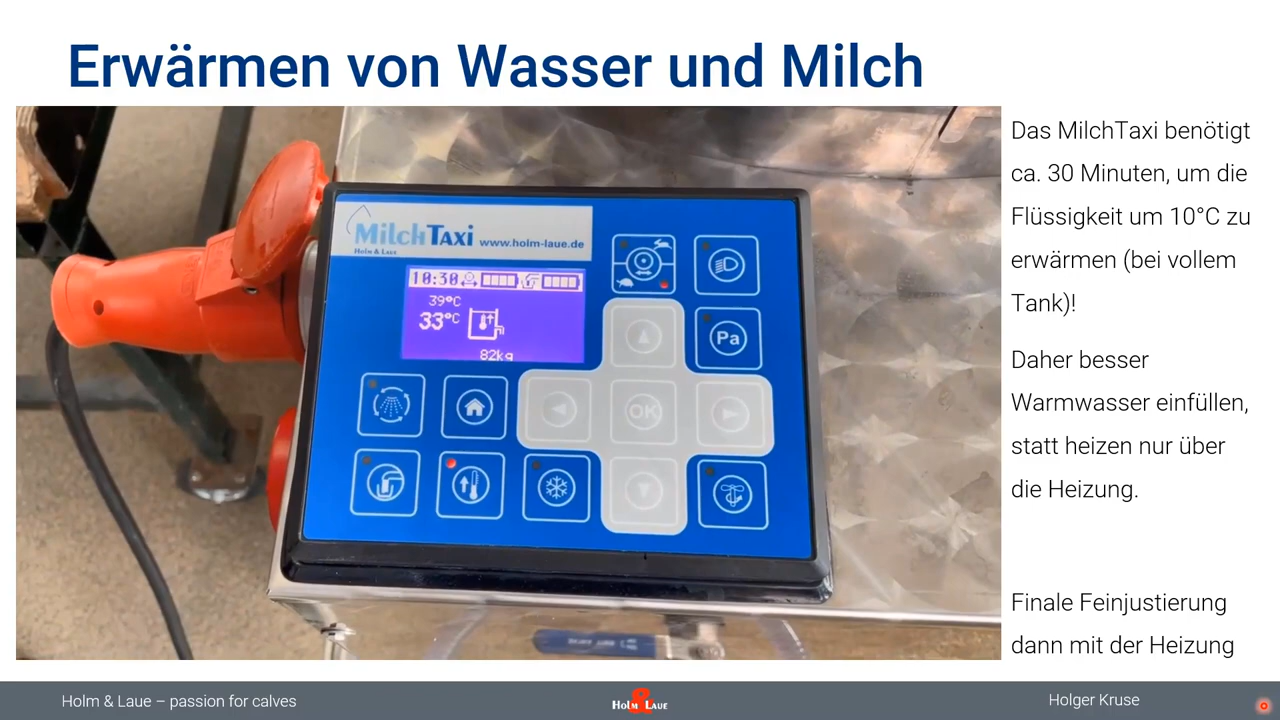 Erwärmen von Wasser und Milch
Das MilchTaxi benötigt
ca. 30 Minuten, um die
Flüssigkeit um 10°C zu
erwärmen (bei vollem
Tank)!
Daher besser
Warmwasser einfüllen,
statt heizen nur über
die Heizung.
Finale Feinjustierung
dann mit der Heizung
MilchTaxi www.holm-laue.de
Holm & Laue
10:30
39°C
33°C
82kg
Pa
OK
Holm & Laue – passion for calves
Holm & Laue
Holger Kruse